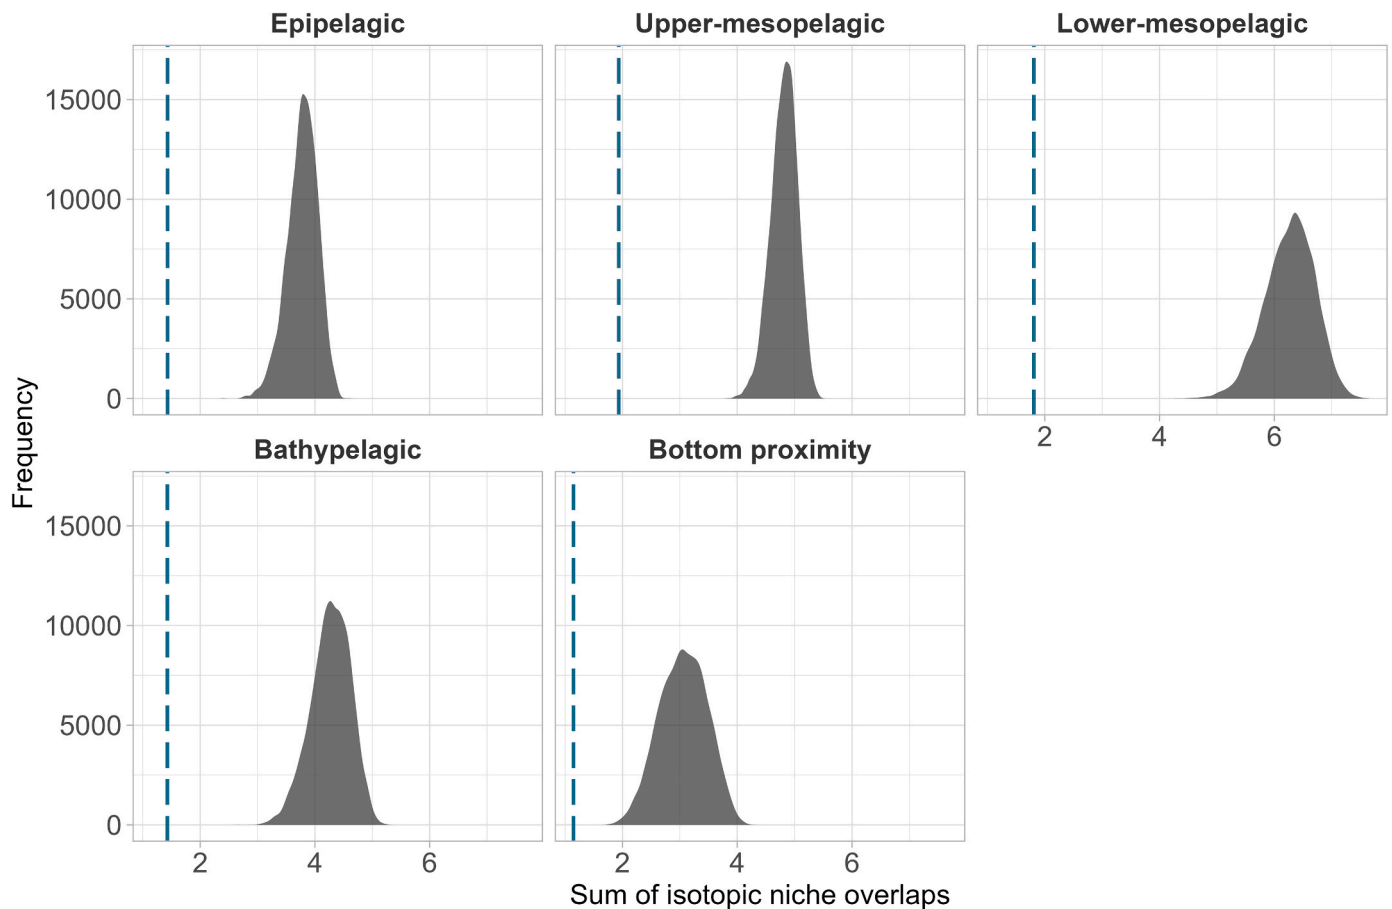 Epipelagic Upper-mesopelagic Lower-mesopelagic
15000
10000
5000
0
2 4 6
Bathypelagic Bottom proximity
15000
10000
5000
0
2 4 6 2 4 6
Frequency
Sum of isotopic niche overlaps